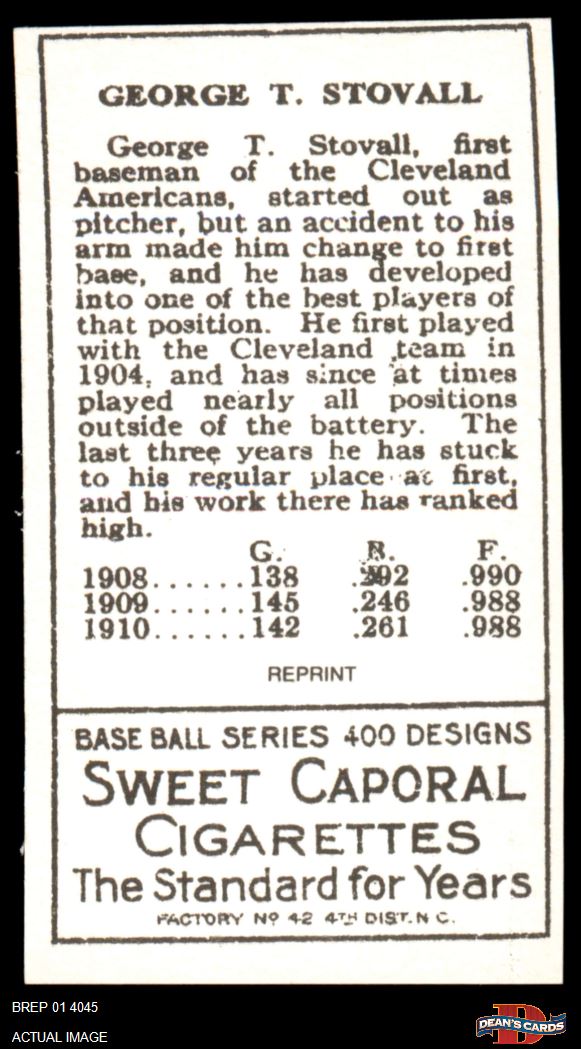 GEORGE T. STOVALL
George T. Stovall, first
baseman of the Cleveland
Americans, started out as
pitcher, but an accident to his
arm made him change to first
base, and he has developed
into one of the best players of
that position. He first played
with the Cleveland team in
1904, and has since at times
played nearly all positions
outside of the battery. The
last three years he has stuck
to his regular place at first,
and his work there has ranked
high.
G. B. F.
1908......138 .292 .990
1909......145 .246 .988
1910......142 .261 .988
REPRINT
BASE BALL SERIES 400 DESIGNS
SWEET CAPORAL
CIGARETTES
The Standard for Years
FACTORY No 42 4TH DIST. N C.
BREP 01 4045
ACTUAL IMAGE
D
DEAN'S CARDS